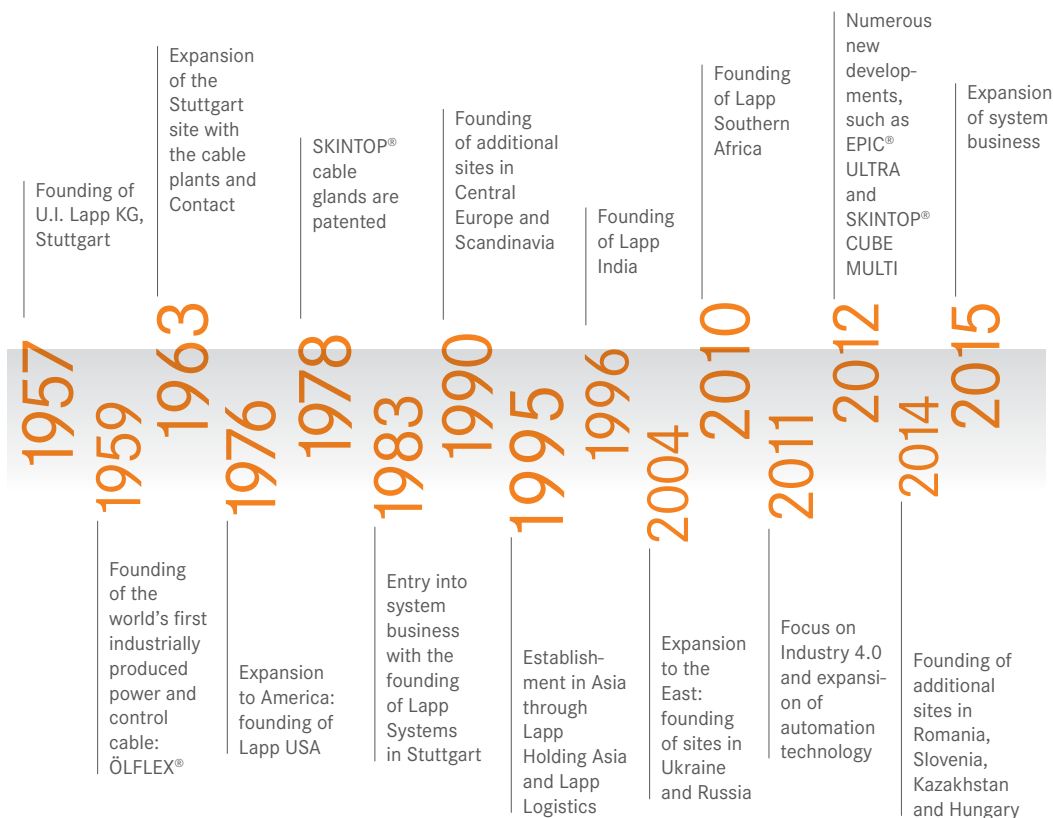 1957
Founding of
U.I. Lapp KG,
Stuttgart
1959
Founding
of the
world’s first
industrially
produced
power and
control
cable:
ÖLFLEX®
1963
Expansion
of the
Stuttgart
site with
the cable
plants and
Contact
1976
Expansion
to America:
founding of
Lapp USA
1978
SKINTOP®
cable
glands are
patented
1983
Entry into
system
business
with the
founding
of Lapp
Systems
in Stuttgart
1990
Founding
of additional
sites in
Central
Europe and
Scandinavia
1995
Establish-
ment in Asia
through
Lapp
Holding Asia
and Lapp
Logistics
1996
Founding
of Lapp
India
2004
Expansion
to the
East:
founding
of sites in
Ukraine
and Russia
2010
Founding
of Lapp
Southern
Africa
2011
Focus on
Industry 4.0
and expansi-
on of
automation
technology
2012
Numerous
new
develop-
ments,
such as
EPIC®
ULTRA
and
SKINTOP®
CUBE
MULTI
2014
Founding of
additional
sites in
Romania,
Slovenia,
Kazakhstan
and Hungary
2015
Expansion
of system
business